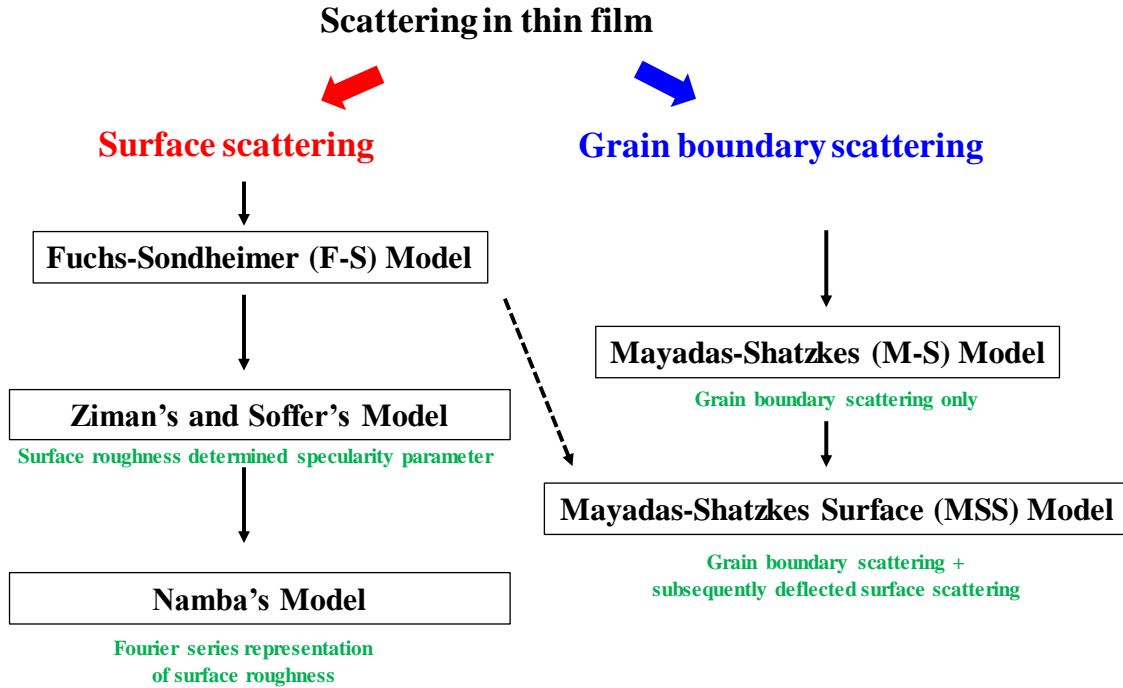 Scattering in thin film
Surface scattering
Grain boundary scattering
Fuchs-Sondheimer (F-S) Model
Mayadas-Shatzkes (M-S) Model
Grain boundary scattering only
Ziman's and Soffer's Model
Surface roughness determined specularity parameter
Mayadas-Shatzkes Surface (MSS) Model
Grain boundary scattering +
subsequently deflected surface scattering
Namba's Model
Fourier series representation
of surface roughness